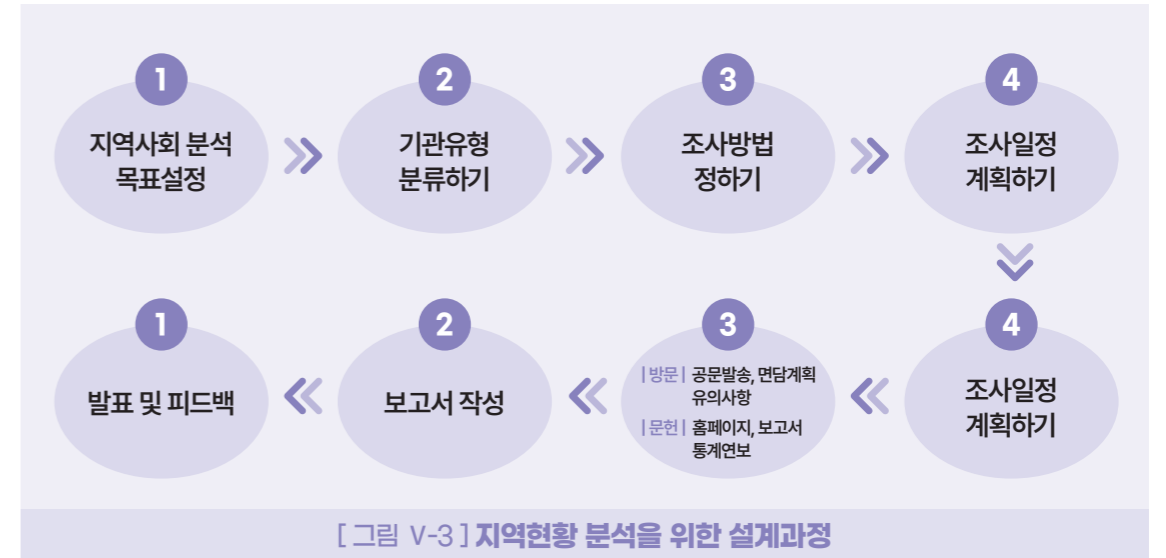 1
지역사회 분석
목표설정
2
기관유형
분류하기
3
조사방법
정하기
4
조사일정
계획하기
4
조사일정
계획하기
3
|방문| 공문발송, 면담계획
유의사항
|문헌| 홈페이지, 보고서
통계연보
2
보고서 작성
1
발표 및 피드백
[ 그림 V-3 ] 지역현황 분석을 위한 설계과정